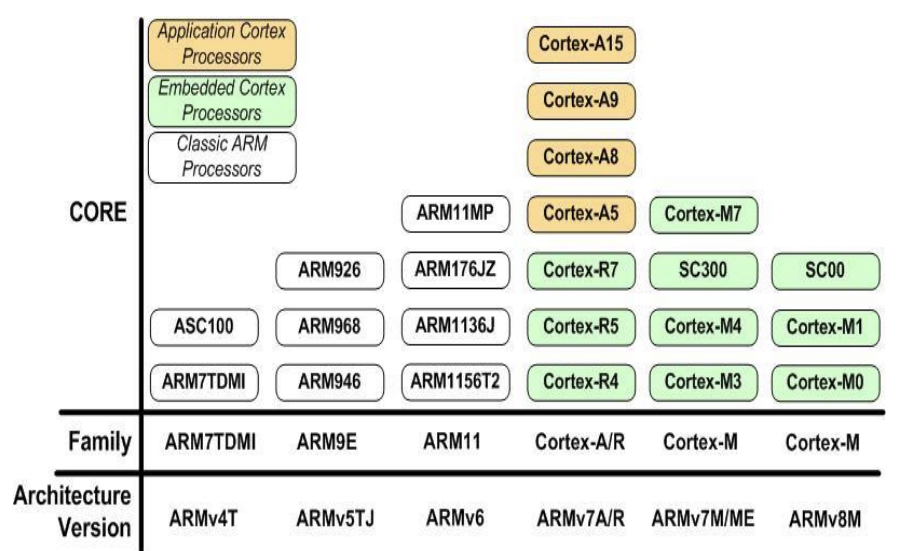 Application Cortex
Processors
Cortex-A15
Embedded Cortex
Processors
Cortex-A9
Classic ARM
Processors
Cortex-A8
CORE
ARM11MP
Cortex-A5
Cortex-M7
ARM926
ARM176JZ
Cortex-R7
SC300
SC00
ASC100
ARM968
ARM1136J
Cortex-R5
Cortex-M4
Cortex-M1
ARM7TDMI
ARM946
ARM1156T2
Cortex-R4
Cortex-M3
Cortex-M0
Family
ARM7TDMI
ARM9E
ARM11
Cortex-A/R
Cortex-M
Cortex-M
Architecture
Version
ARMv4T
ARMv5TJ
ARMv6
ARMv7A/R
ARMv7M/ME
ARMv8M